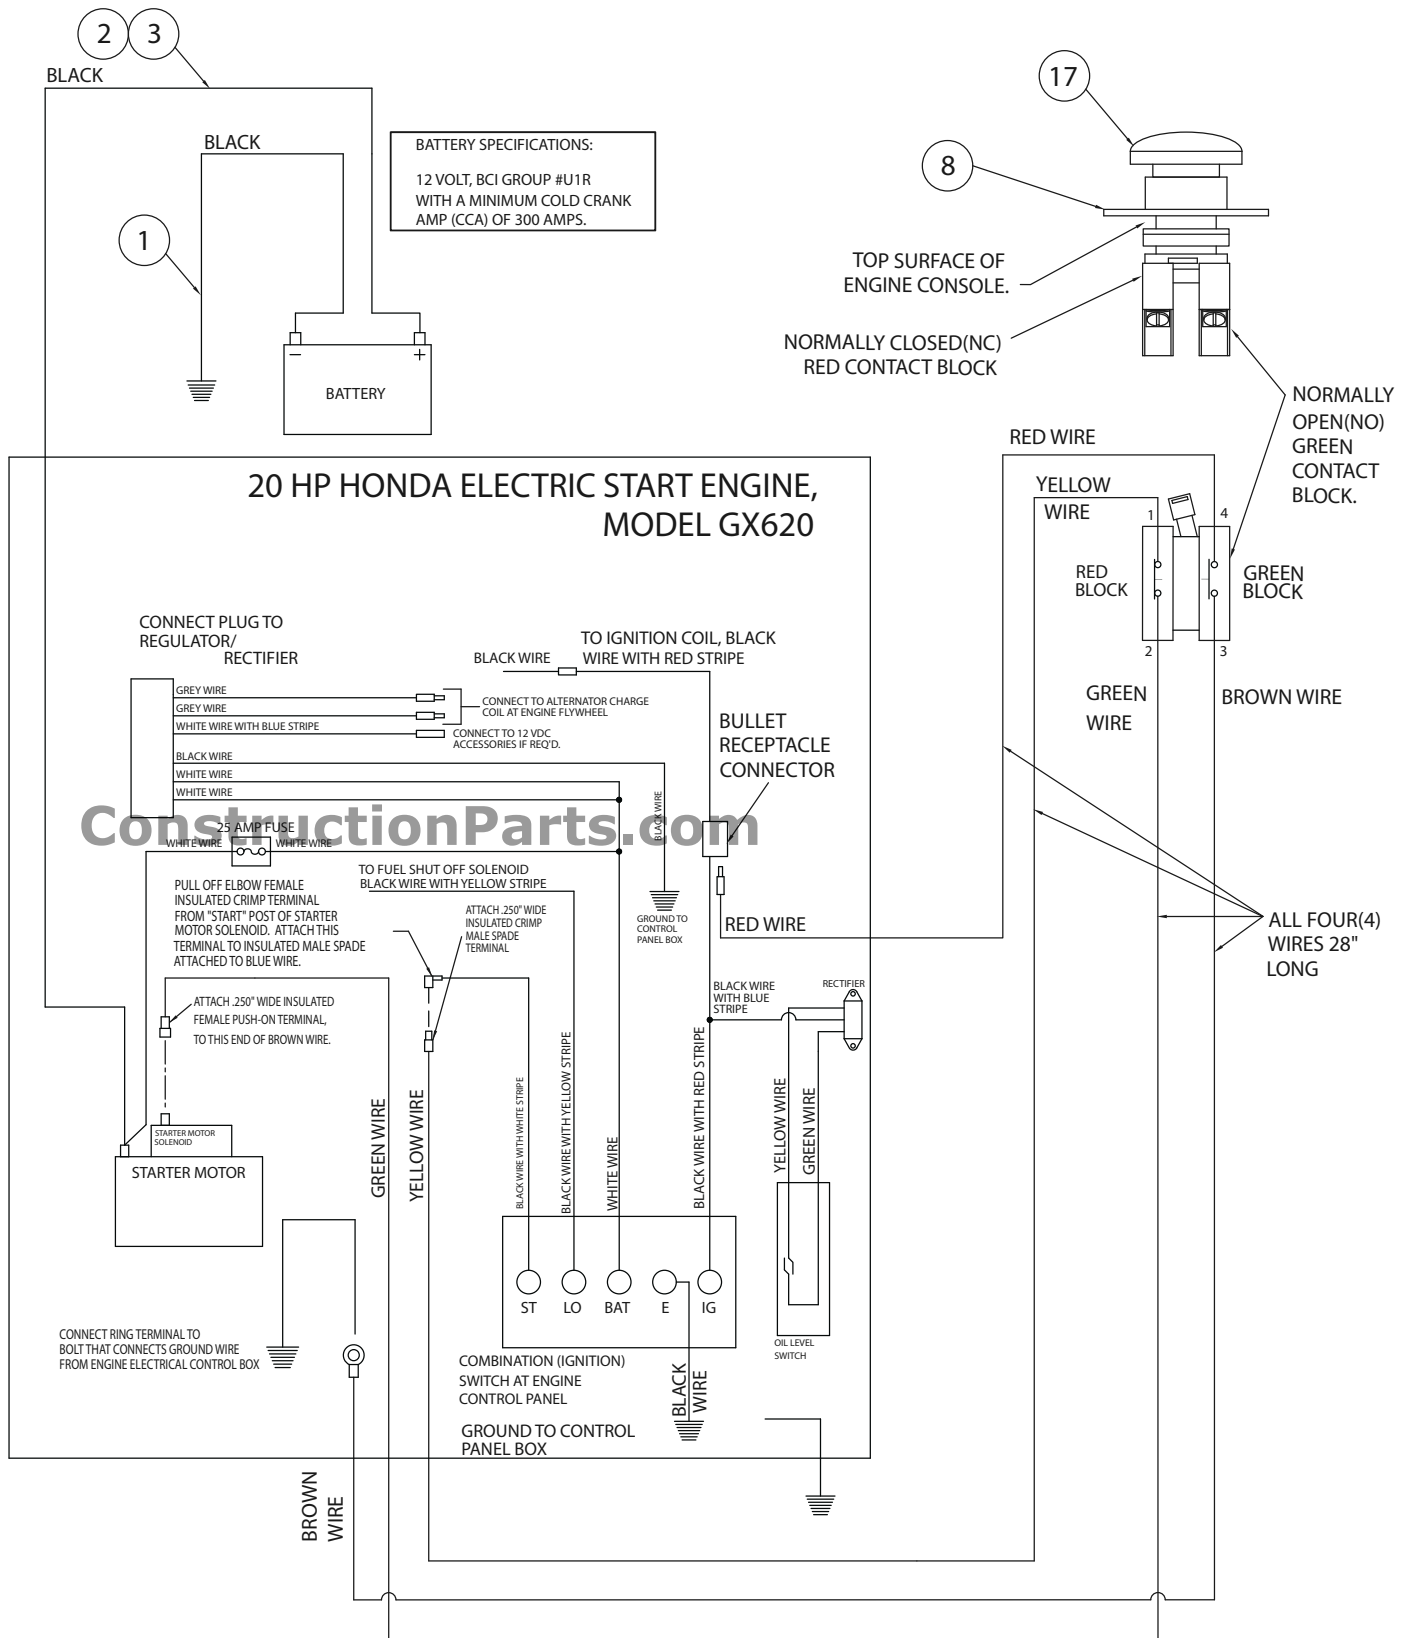 2
3
BLACK
17
BLACK
BATTERY SPECIFICATIONS:
12 VOLT, BCI GROUP #U1R
WITH A MINIMUM COLD CRANK
AMP (CCA) OF 300 AMPS.
8
1
TOP SURFACE OF
ENGINE CONSOLE.
NORMALLY CLOSED(NC)
RED CONTACT BLOCK
− +
BATTERY
NORMALLY
OPEN(NO)
GREEN
CONTACT
BLOCK.
RED WIRE
YELLOW
WIRE
1
4
RED
BLOCK
GREEN
BLOCK
2
3
GREEN
WIRE
BROWN WIRE
ALL FOUR(4)
WIRES 28"
LONG
20 HP HONDA ELECTRIC START ENGINE,
MODEL GX620
CONNECT PLUG TO
REGULATOR/
RECTIFIER
TO IGNITION COIL, BLACK
WIRE WITH RED STRIPE
BLACK WIRE
GREY WIRE
GREY WIRE
WHITE WIRE WITH BLUE STRIPE
BLACK WIRE
WHITE WIRE
WHITE WIRE
CONNECT TO ALTERNATOR CHARGE
COIL AT ENGINE FLYWHEEL
CONNECT TO 12 VDC
ACCESSORIES IF REQ'D.
BULLET
RECEPTACLE
CONNECTOR
BLACK WIRE
ConstructionParts.com
25 AMP FUSE
WHITE WIRE
WHITE WIRE
TO FUEL SHUT OFF SOLENOID
BLACK WIRE WITH YELLOW STRIPE
PULL OFF ELBOW FEMALE
INSULATED CRIMP TERMINAL
FROM "START" POST OF STARTER
MOTOR SOLENOID. ATTACH THIS
TERMINAL TO INSULATED MALE SPADE
ATTACHED TO BLUE WIRE.
ATTACH .250" WIDE
INSULATED CRIMP
MALE SPADE
TERMINAL
GROUND TO
CONTROL
PANEL BOX
RED WIRE
ATTACH .250" WIDE INSULATED
FEMALE PUSH-ON TERMINAL,
TO THIS END OF BROWN WIRE.
BLACK WIRE
WITH BLUE
STRIPE
RECTIFIER
STARTER MOTOR
SOLENOID
STARTER MOTOR
GREEN WIRE
YELLOW WIRE
BLACK WIRE WITH WHITE STRIPE
BLACK WIRE WITH YELLOW STRIPE
WHITE WIRE
BLACK WIRE WITH RED STRIPE
YELLOW WIRE
GREEN WIRE
ST LO BAT E IG
OIL LEVEL
SWITCH
CONNECT RING TERMINAL TO
BOLT THAT CONNECTS GROUND WIRE
FROM ENGINE ELECTRICAL CONTROL BOX
COMBINATION (IGNITION)
SWITCH AT ENGINE
CONTROL PANEL
BLACK
WIRE
GROUND TO CONTROL
PANEL BOX
BROWN
WIRE